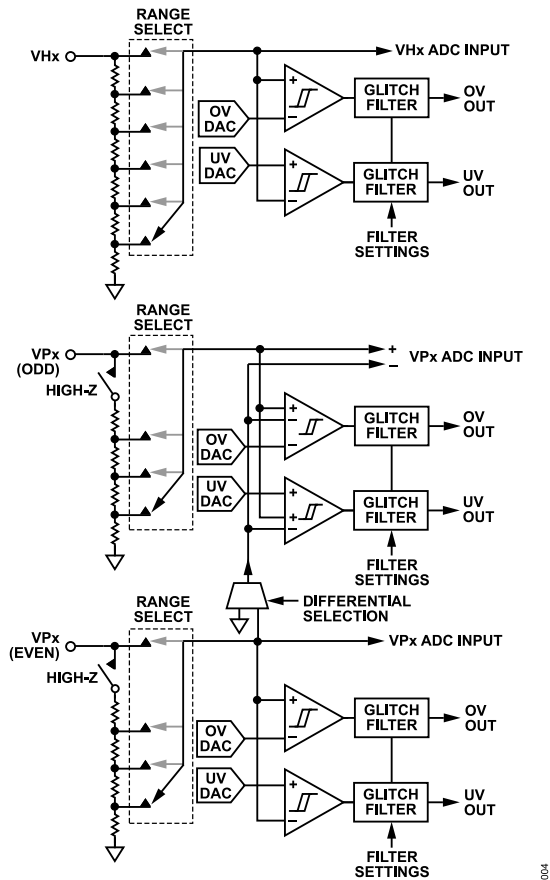 RANGE
SELECT
VHx
VHx ADC INPUT
+
−
OV
DAC
GLITCH
FILTER
OV
OUT
UV
DAC
+
−
GLITCH
FILTER
UV
OUT
FILTER
SETTINGS
RANGE
SELECT
VPx
(ODD)
HIGH-Z
+
−
VPx ADC INPUT
+
−
−
OV
DAC
GLITCH
FILTER
OV
OUT
UV
DAC
+
+
−
GLITCH
FILTER
UV
OUT
FILTER
SETTINGS
DIFFERENTIAL
SELECTION
RANGE
SELECT
VPx
(EVEN)
HIGH-Z
VPx ADC INPUT
+
−
OV
DAC
GLITCH
FILTER
OV
OUT
UV
DAC
+
−
GLITCH
FILTER
UV
OUT
FILTER
SETTINGS
004